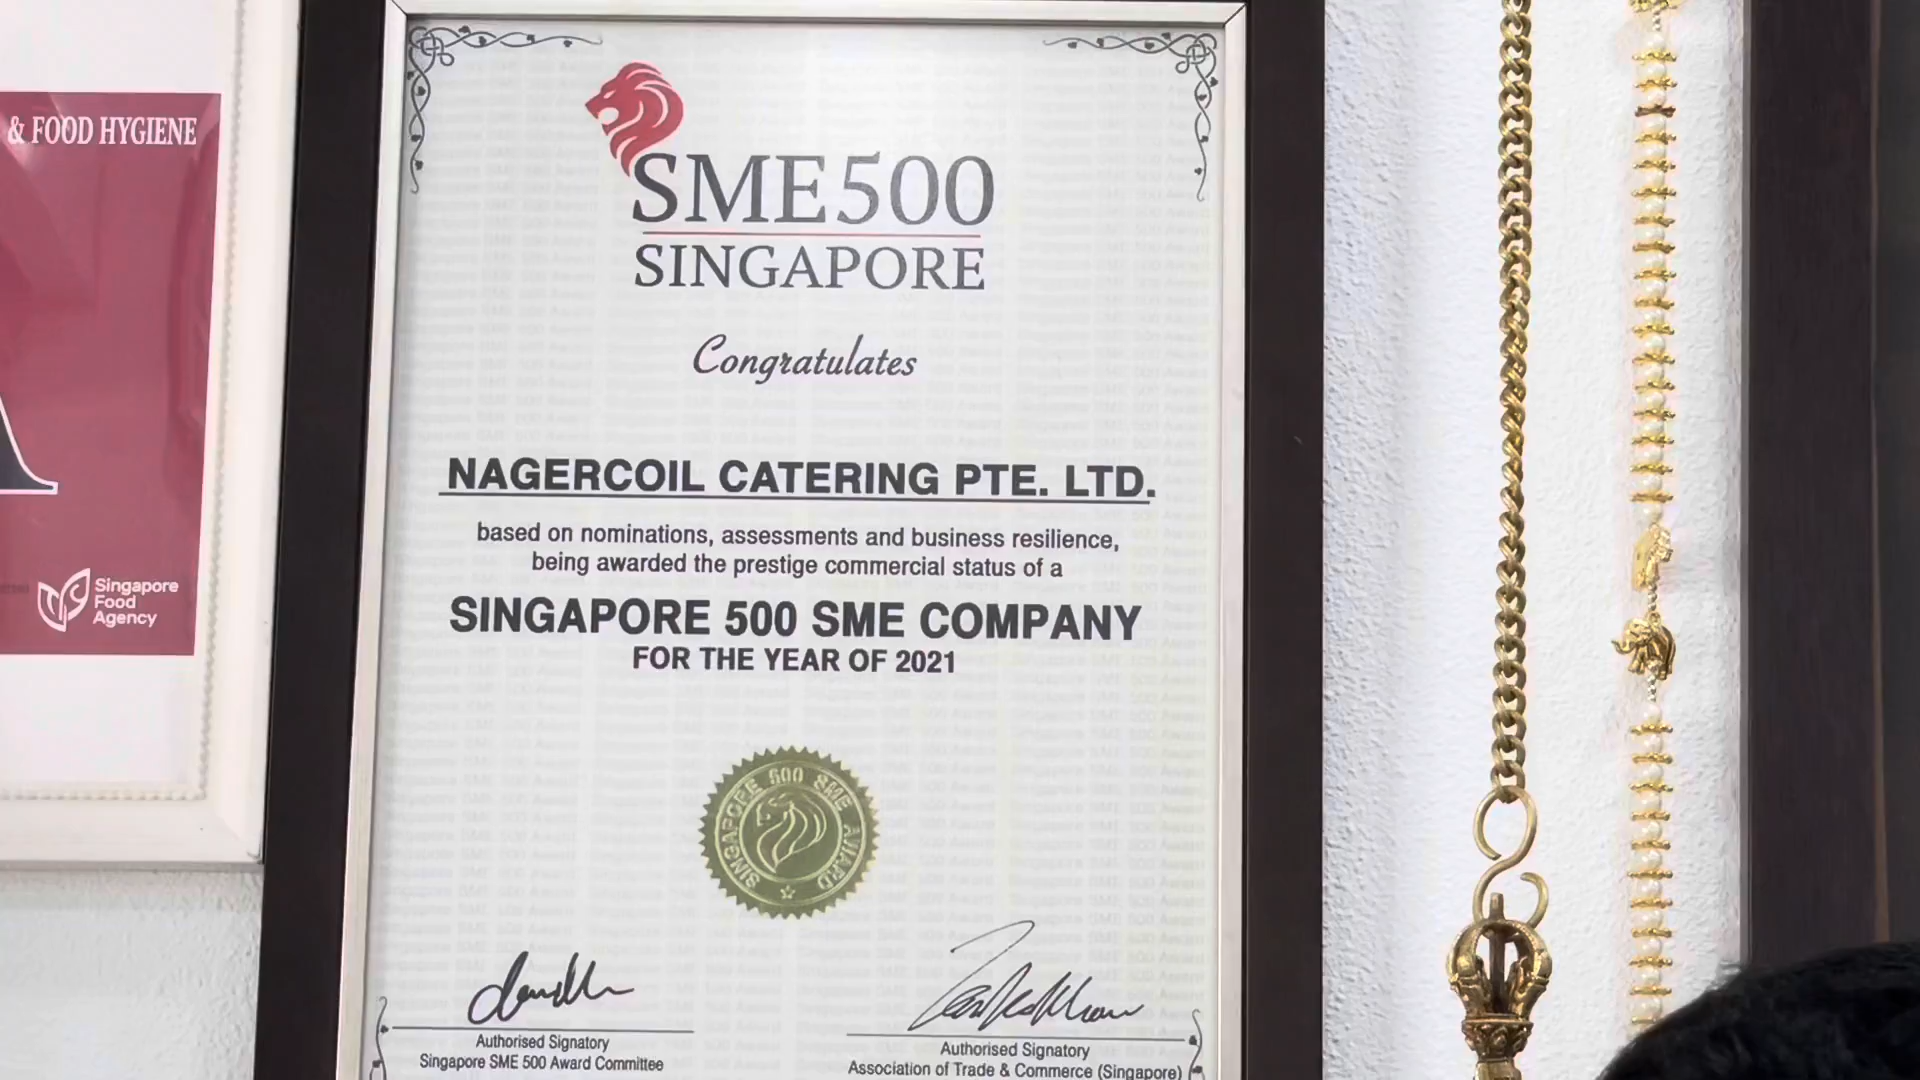 & FOOD HYGIENE
Singapore
Food
Agency
SME500
SINGAPORE
Congratulates
NAGERCOIL CATERING PTE. LTD.
based on nominations, assessments and business resilience,
being awarded the prestige commercial status of a
SINGAPORE 500 SME COMPANY
FOR THE YEAR OF 2021
SINGAPORE 500 SME AWARD
Authorised Signatory
Singapore SME 500 Award Committee
Authorised Signatory
Association of Trade & Commerce (Singapore)